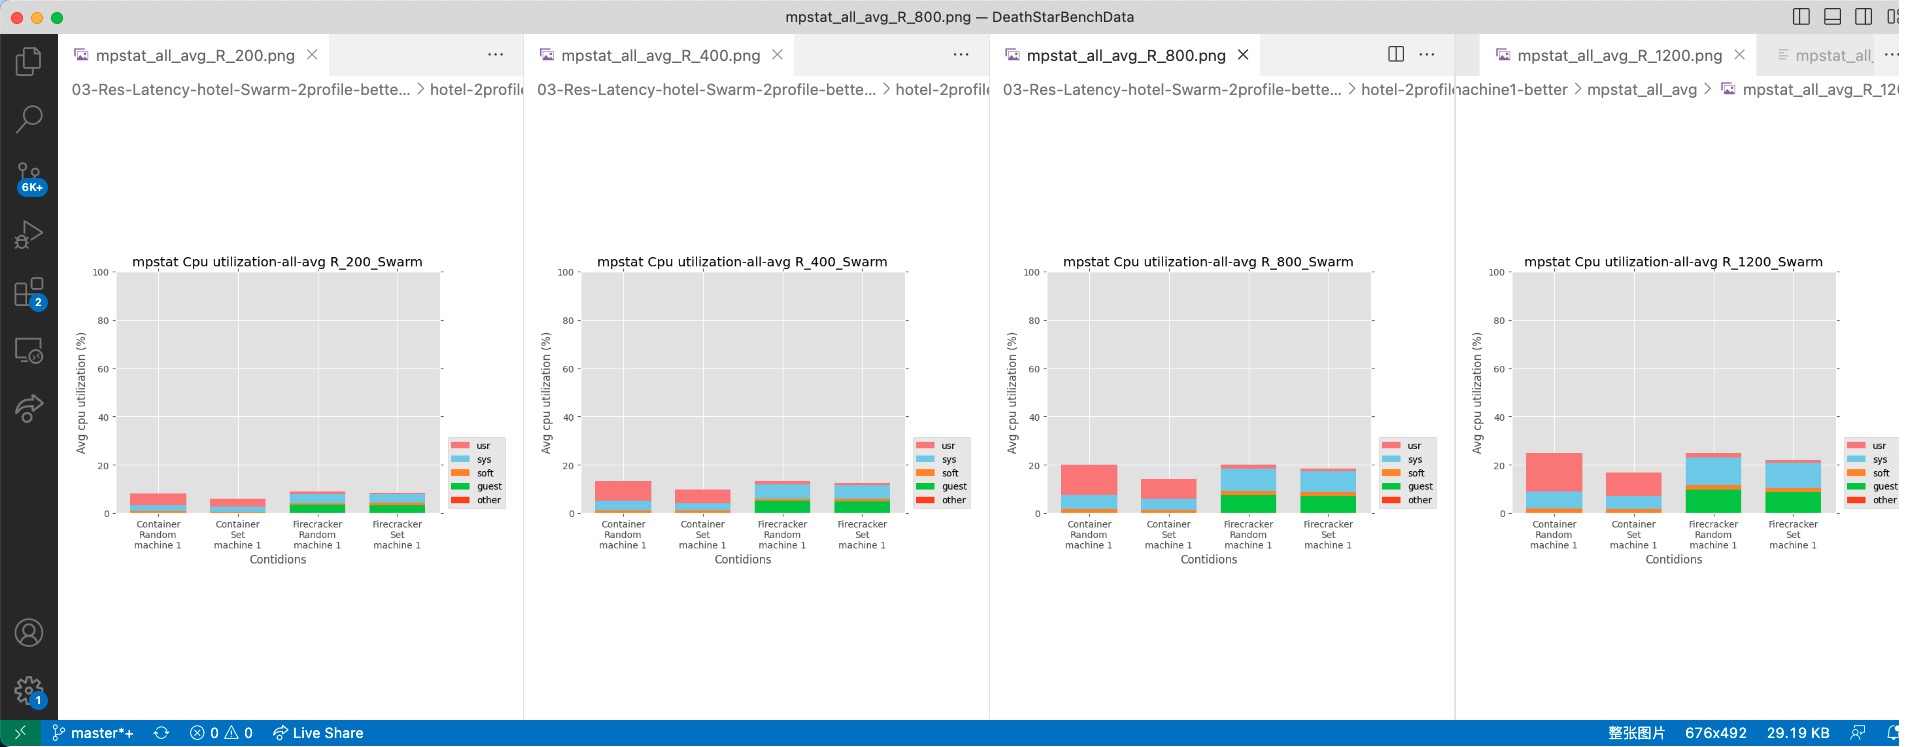 mpstat_all_avg_R_800.png — DeathStarBenchData
mpstat_all_avg_R_200.png
03-Res-Latency-hotel-Swarm-2profile-bette... > hotel-2profile
mpstat Cpu utilization-all-avg R_200_Swarm
100
80
60
40
20
0
Avg cpu utilization (%)
usr
sys
soft
guest
other
Container Random machine 1
Container Set machine 1
Firecracker Random machine 1
Firecracker Set machine 1
Contidions
mpstat_all_avg_R_400.png
03-Res-Latency-hotel-Swarm-2profile-bette... > hotel-2profile
mpstat Cpu utilization-all-avg R_400_Swarm
100
80
60
40
20
0
Avg cpu utilization (%)
usr
sys
soft
guest
other
Container Random machine 1
Container Set machine 1
Firecracker Random machine 1
Firecracker Set machine 1
Contidions
mpstat_all_avg_R_800.png
03-Res-Latency-hotel-Swarm-2profile-bette... > hotel-2profil
mpstat Cpu utilization-all-avg R_800_Swarm
100
80
60
40
20
0
Avg cpu utilization (%)
usr
sys
soft
guest
other
Container Random machine 1
Container Set machine 1
Firecracker Random machine 1
Firecracker Set machine 1
Contidions
mpstat_all_avg_R_1200.png
mpstat_all_
achine1-better > mpstat_all_avg > mpstat_all_avg_R_120
mpstat Cpu utilization-all-avg R_1200_Swarm
100
80
60
40
20
0
Avg cpu utilization (%)
usr
sys
soft
guest
other
Container Random machine 1
Container Set machine 1
Firecracker Random machine 1
Firecracker Set machine 1
Contidions
6K+
2
1
master*+
0
0
Live Share
整张图片
676x492
29.19 KB